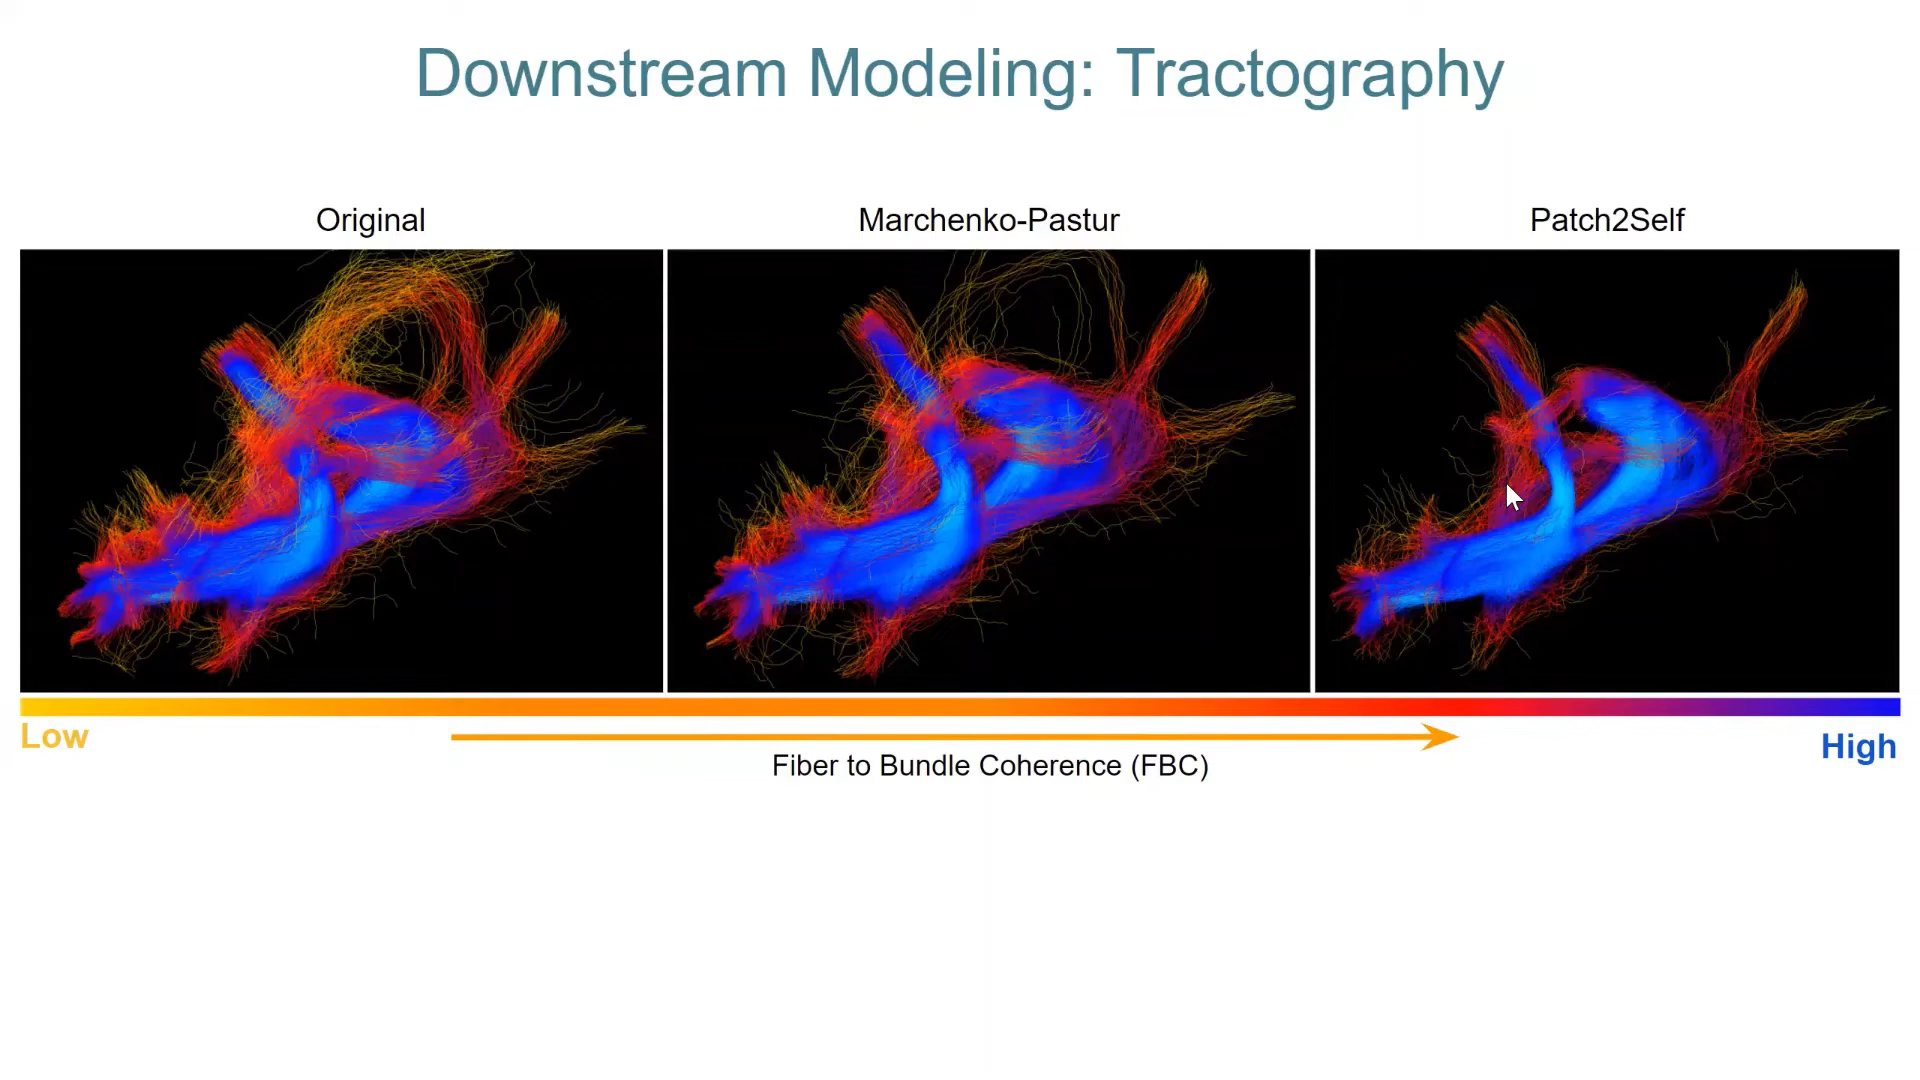 Downstream Modeling: Tractography
Original
Marchenko-Pastur
Patch2Self
Low
High
Fiber to Bundle Coherence (FBC)